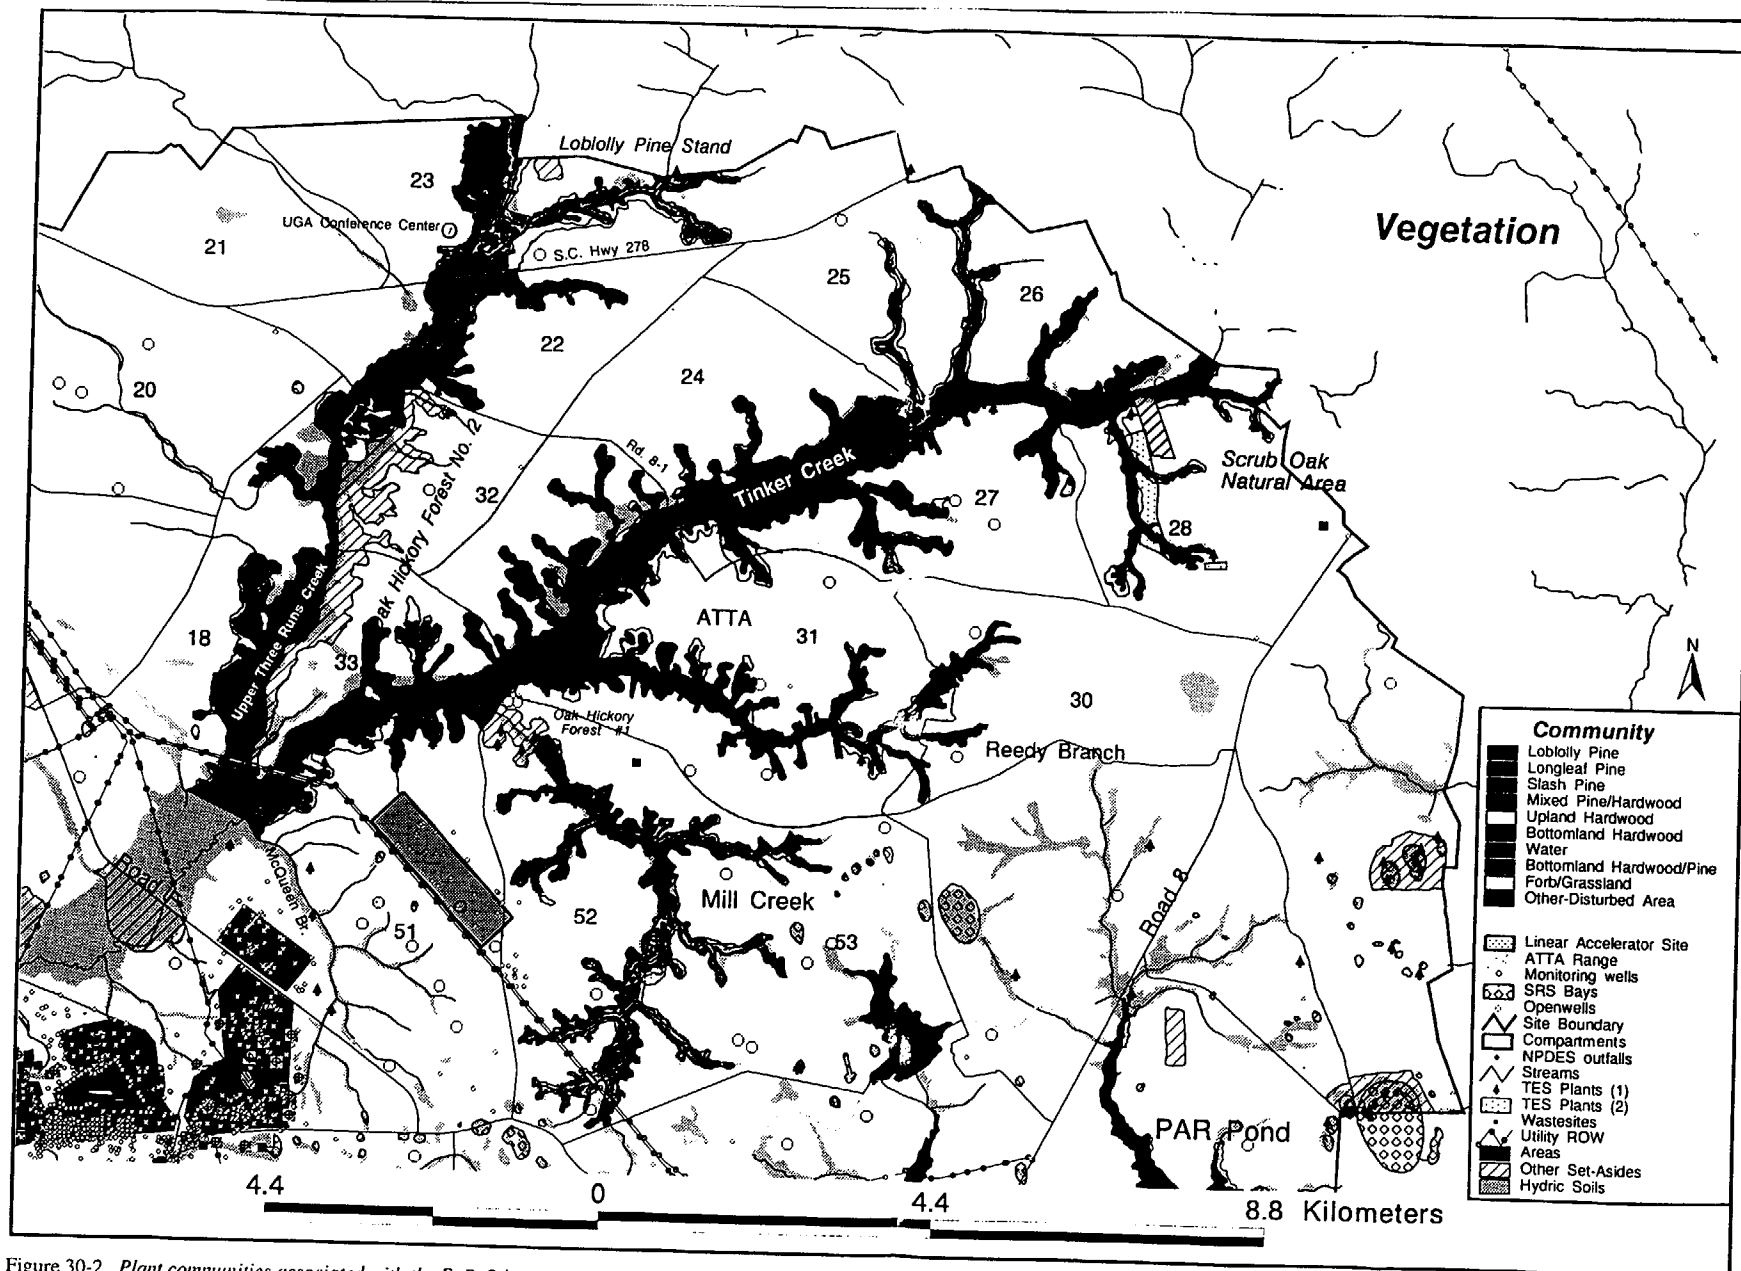 Loblolly Pine Stand
23
UGA Conference Center
21
S.C. Hwy 278
Vegetation
25
26
22
24
20
Rd. 8-1
Oak Hickory Forest No. 2
32
Tinker Creek
27
Scrub Oak
Natural Area
28
Upper Three Runs Creek
18
33
ATTA
31
30
N
Oak Hickory
Forest #1
Reedy Branch
Road
McQueen Br.
51
52
Mill Creek
53
Road 8
PAR Pond
Community
Loblolly Pine
Longleaf Pine
Slash Pine
Mixed Pine/Hardwood
Upland Hardwood
Bottomland Hardwood
Water
Bottomland Hardwood/Pine
Forb/Grassland
Other-Disturbed Area
Linear Accelerator Site
ATTA Range
Monitoring wells
SRS Bays
Openwells
Site Boundary
Compartments
NPDES outfalls
Streams
TES Plants (1)
TES Plants (2)
Wastesites
Utility ROW
Areas
Other Set-Asides
Hydric Soils
4.4
0
4.4
8.8 Kilometers
Figure 30-2. Plant communities associated with the